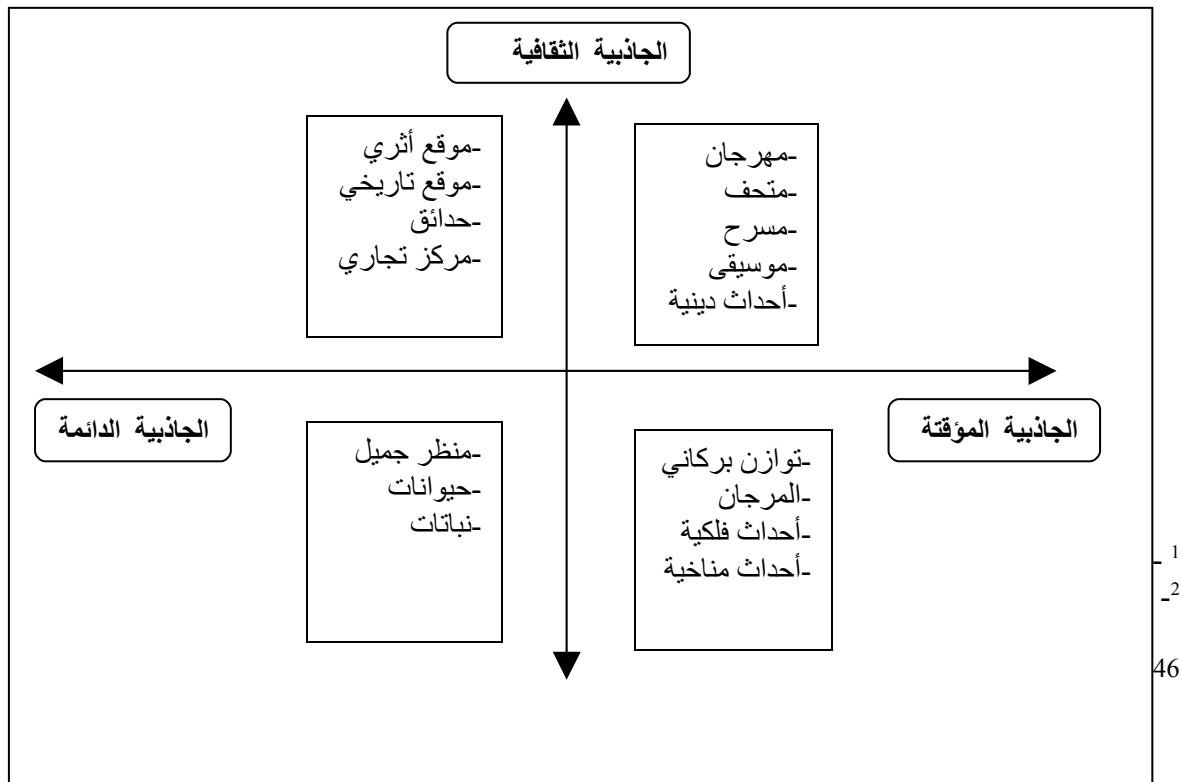 الجاذبية الثقافية
-مهرجان
-متحف
-مسرح
-موسيقى
-أحداث دينية
-موقع أثري
-موقع تاريخي
-حدائق
-مركز تجاري
الجاذبية المؤقتة
الجاذبية الدائمة
-توازن بركاني
-المرجان
-أحداث فلكية
-أحداث مناخية
-منظر جميل
-حيوانات
-نباتات
- 1
-2
46